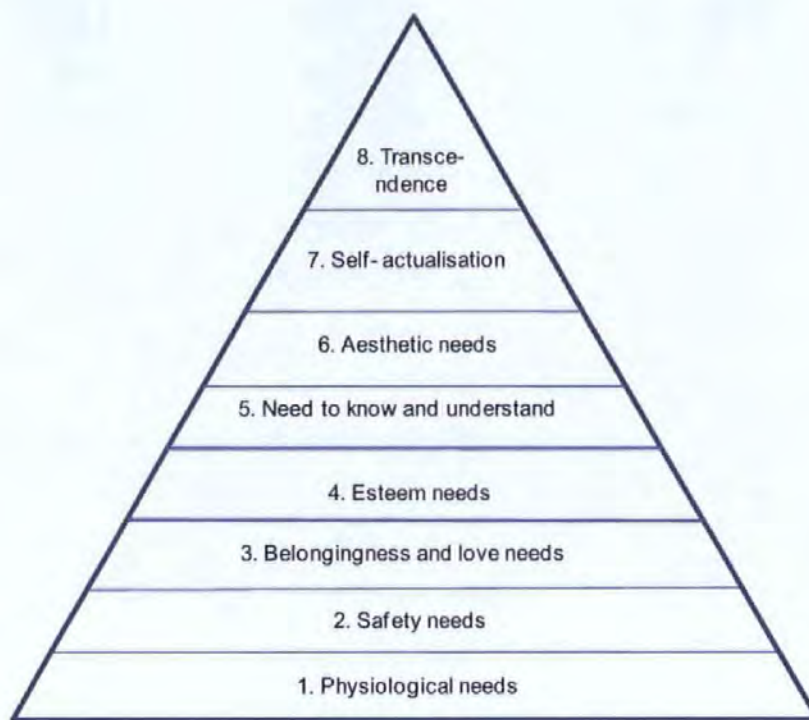 8. Transce-
ndence
7. Self- actualisation
6. Aesthetic needs
5. Need to know and understand
4. Esteem needs
3. Belongingness and love needs
2. Safety needs
1. Physiological needs